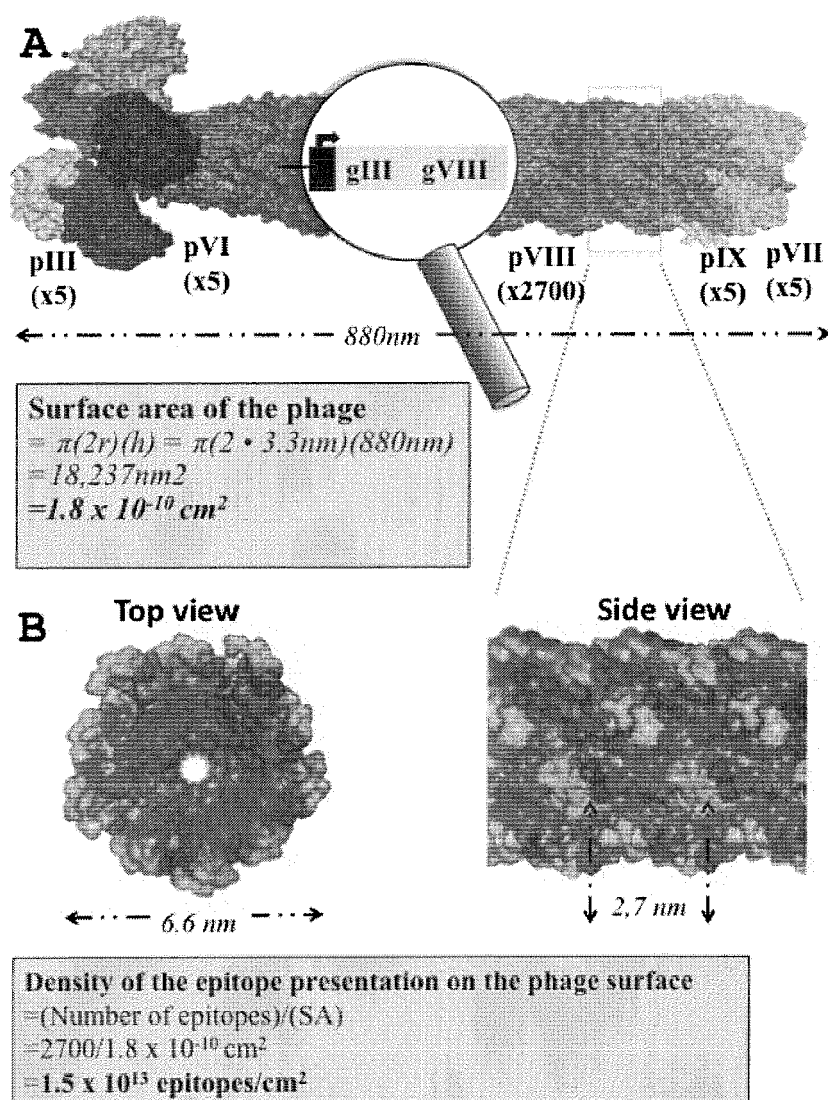 A
gIII gVIII
pIII
(x5)
pVI
(x5)
pVIII
(x2700)
pIX
(x5)
pVII
(x5)
880nm
Surface area of the phage
= π(2r)(h) = π(2 • 3.3nm)(880nm)
=18,237nm2
=1.8 x 10⁻¹⁰ cm²
B
Top view
Side view
6.6 nm
2,7 nm
Density of the epitope presentation on the phage surface
=(Number of epitopes)/(SA)
=2700/1.8 x 10⁻¹⁰ cm²
=1.5 x 10¹³ epitopes/cm²